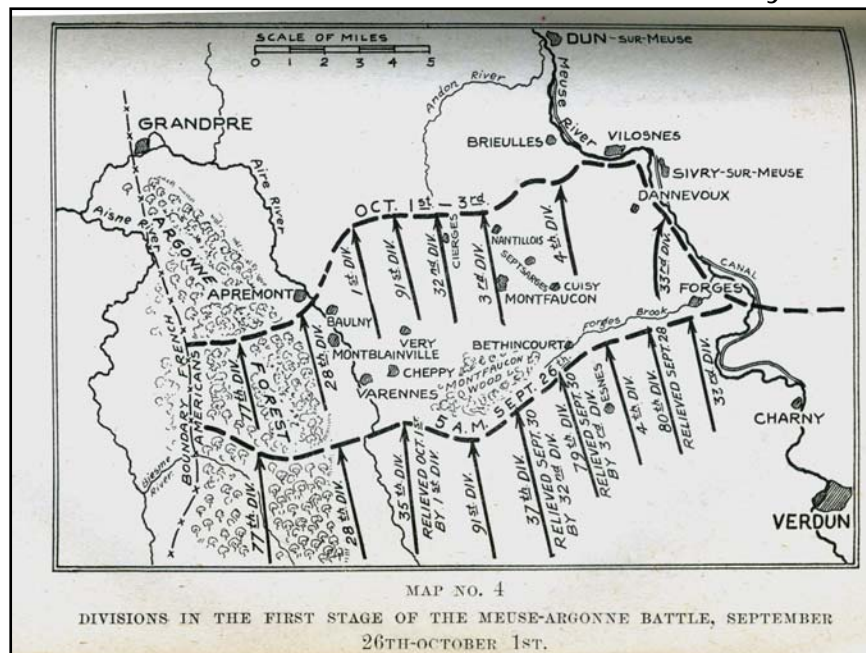 SCALE OF MILES
0 1 2 3 4 5
DUN-SUR-MEUSE
Andon River
Meuse River
GRANDPRE
BRIEULLES
VILOSNES
SIVRY-SUR-MEUSE
DANNEVOUX
Aire River
Aisne River
ARGONNE
FOREST
OCT. 1ST-3RD.
1st DIV.
91st DIV.
32nd DIV.
CIERGES
3rd DIV.
NANTILLOIS
SEPTSARGES
4th DIV.
CUISY
MONTFAUCON
33rd DIV.
CANAL
FORGES
Forges Brook
APREMONT
BAULNY
MONTBLAINVILLE
VERY
CHEPPY
VARENNES
BETHINCOURT
MONTFAUCON
WOOD
5 A.M. SEPT. 26th.
BOUNDARY FRENCH
AMERICANS
77th DIV.
28th DIV.
Biesme
River
77th DIV.
28th DIV.
35th DIV.
RELIEVED OCT. 1st
BY 1st DIV.
91st DIV.
37th DIV.
RELIEVED SEPT. 30
BY 32nd DIV.
79th DIV.
RELIEVED SEPT. 30
BY 3rd DIV.
ESNES
4th DIV.
80th DIV.
RELIEVED SEPT. 28
33rd DIV.
CHARNY
VERDUN
MAP NO. 4
DIVISIONS IN THE FIRST STAGE OF THE MEUSE-ARGONNE BATTLE, SEPTEMBER
26TH-OCTOBER 1ST.